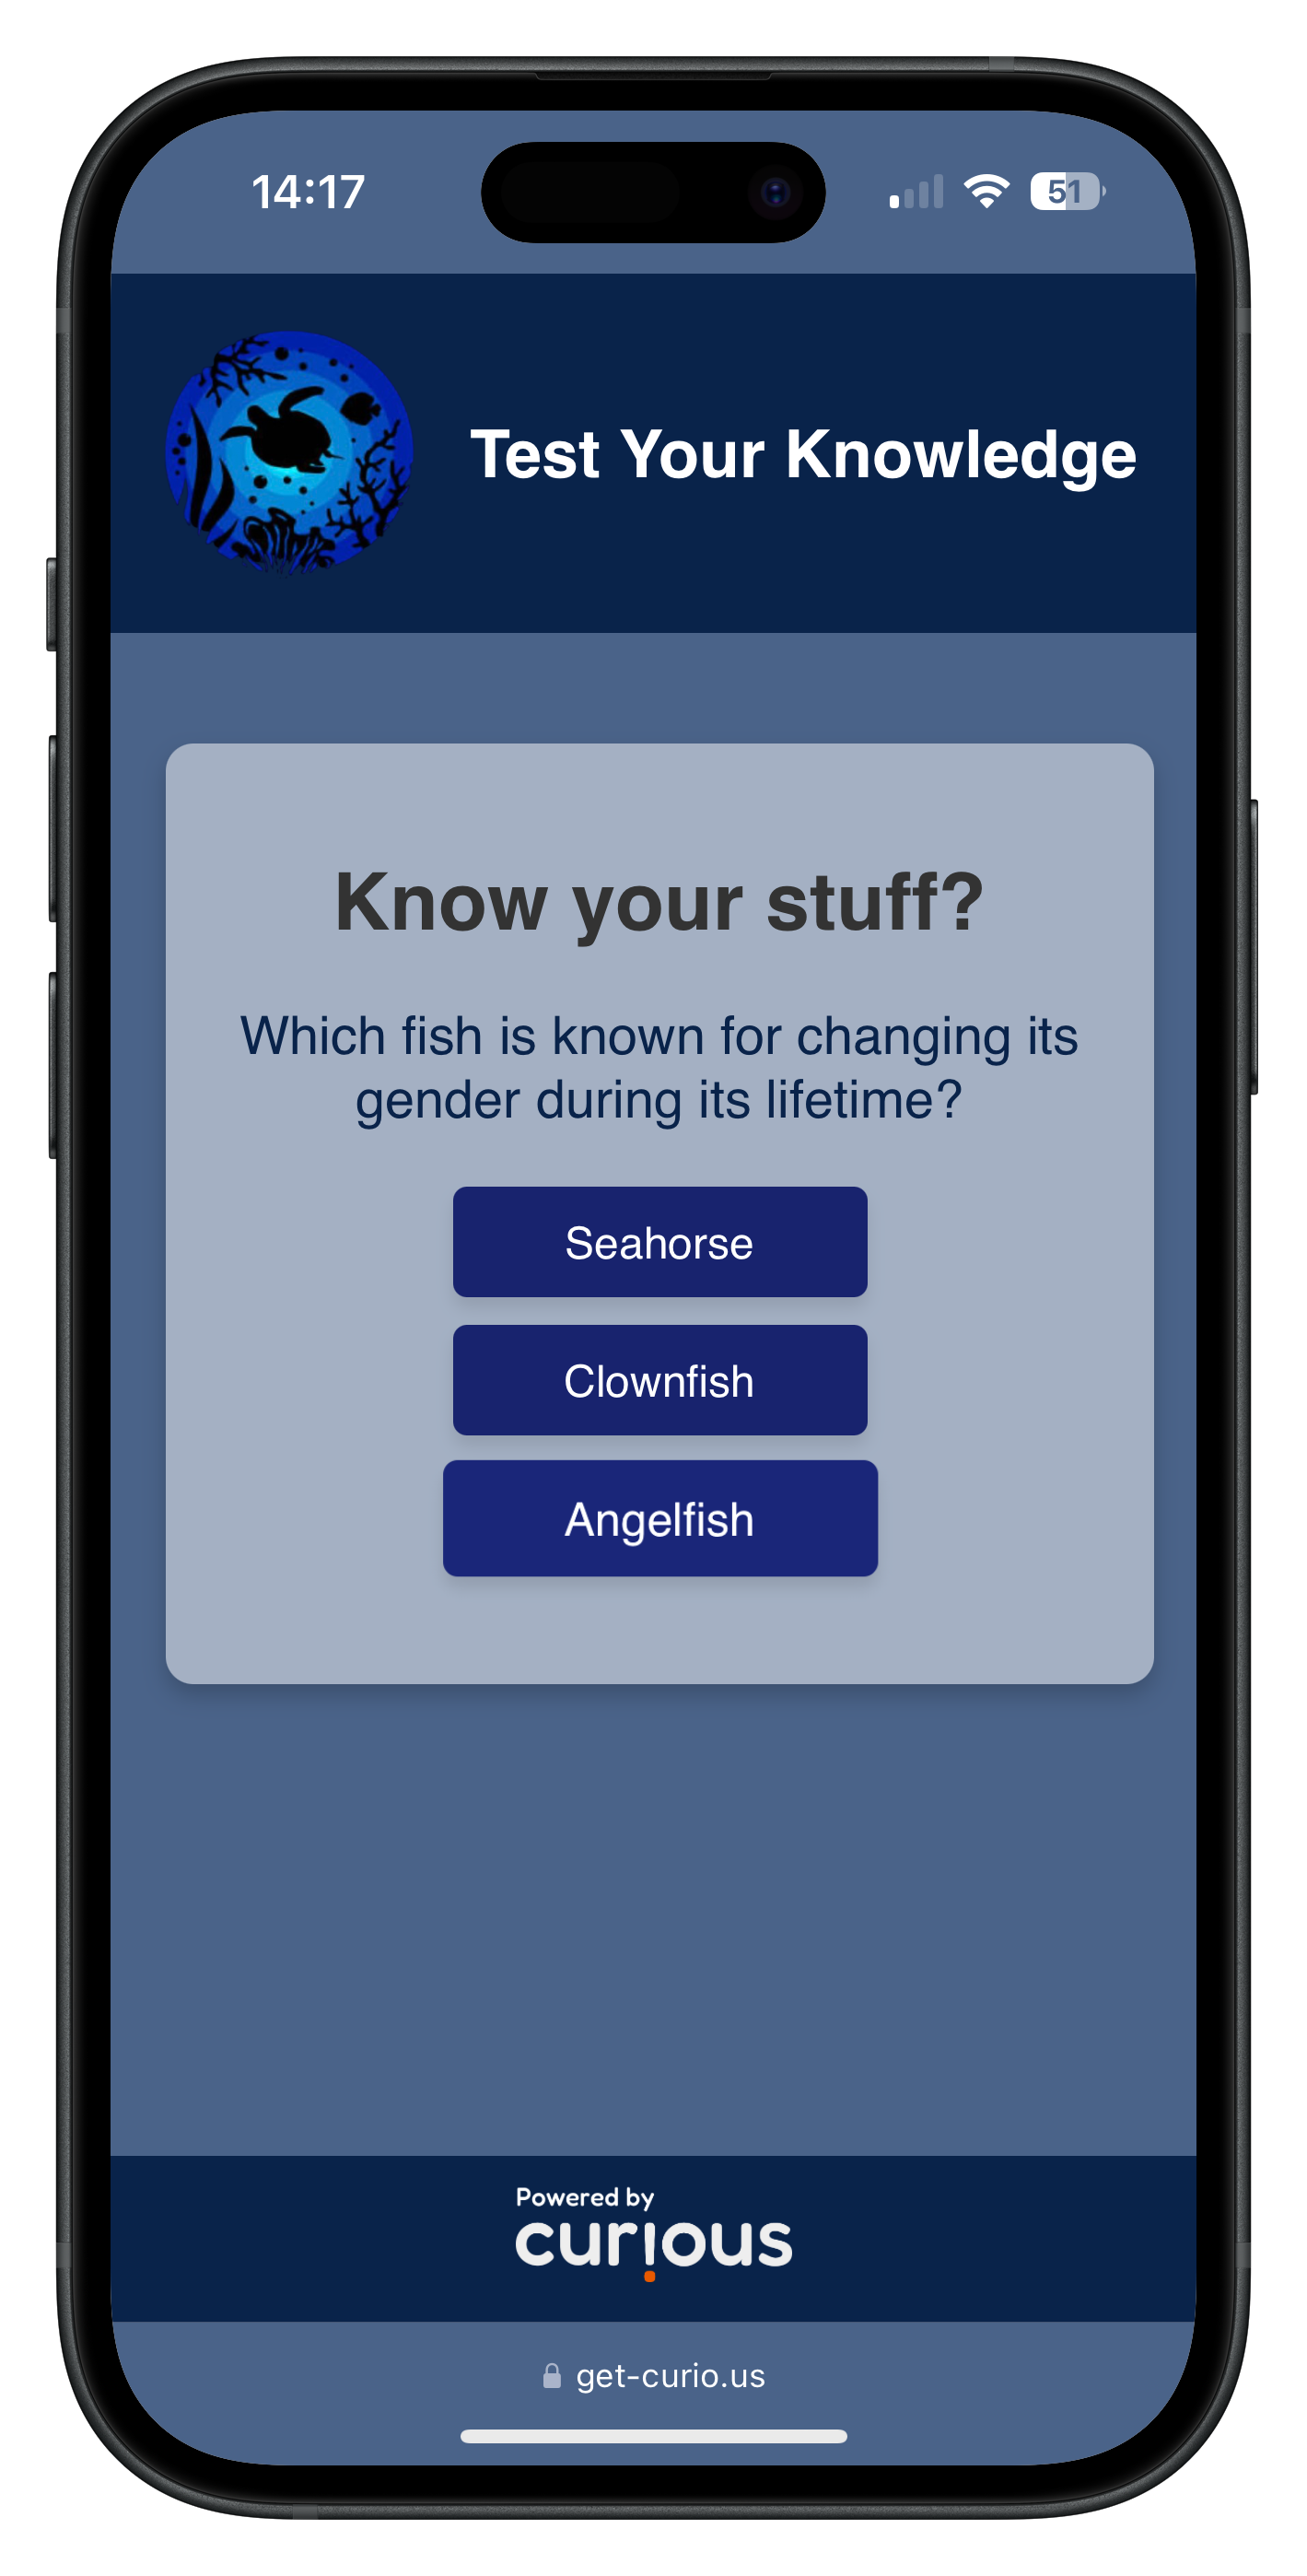 14:17
51
Test Your Knowledge
Know your stuff?
Which fish is known for changing its
gender during its lifetime?
Seahorse
Clownfish
Angelfish
Powered by
curious
get-curio.us